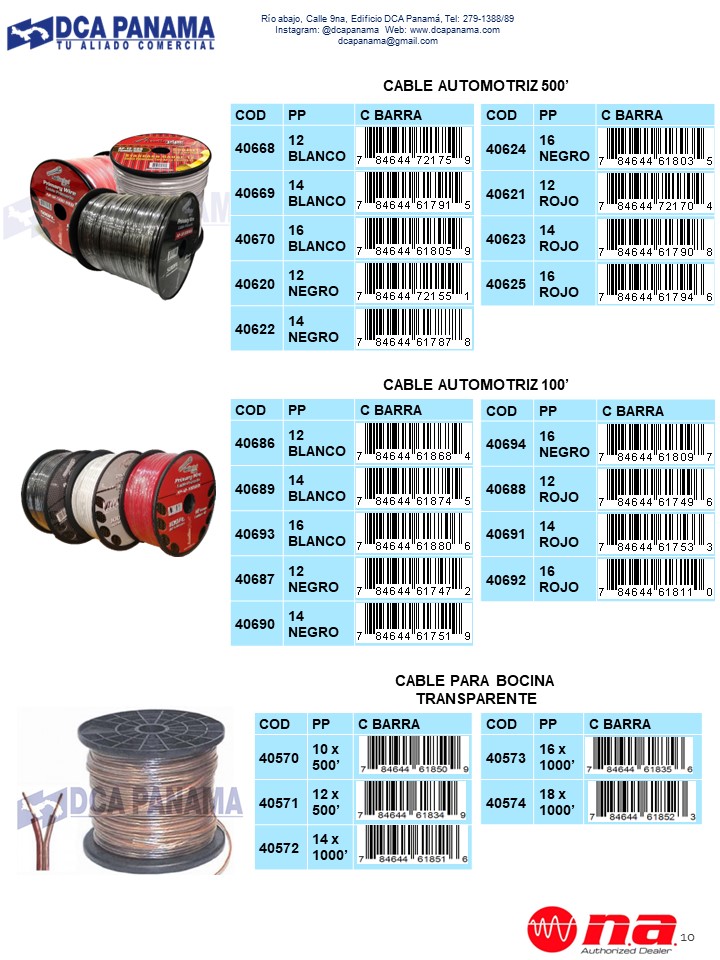 DCA PANAMA
TU ALIADO COMERCIAL
Río abajo, Calle 9na, Edificio DCA Panamá, Tel: 279-1388/89
Instagram: @dcapanama Web: www.dcapanama.com
dcapanama@gmail.com
CABLE AUTOMOTRIZ 500’
COD PP C BARRA
40668 12 BLANCO 7 84644 72175 9
40669 14 BLANCO 7 84644 61791 5
40670 16 BLANCO 7 84644 61805 9
40620 12 NEGRO 7 84644 72155 1
40622 14 NEGRO 7 84644 61787 8
COD PP C BARRA
40624 16 NEGRO 7 84644 61803 5
40621 12 ROJO 7 84644 72170 4
40623 14 ROJO 7 84644 61790 8
40625 16 ROJO 7 84644 61794 6
Primary Wire
CABLE AUTOMOTRIZ 100’
COD PP C BARRA
40686 12 BLANCO 7 84644 61868 4
40689 14 BLANCO 7 84644 61874 5
40693 16 BLANCO 7 84644 61880 6
40687 12 NEGRO 7 84644 61747 2
40690 14 NEGRO 7 84644 61751 9
COD PP C BARRA
40694 16 NEGRO 7 84644 61809 7
40688 12 ROJO 7 84644 61749 6
40691 14 ROJO 7 84644 61753 3
40692 16 ROJO 7 84644 61811 0
Primary Wire
CABLE PARA BOCINA
TRANSPARENTE
COD PP C BARRA
40570 10 x 500’ 7 84644 61850 9
40571 12 x 500’ 7 84644 61834 9
40572 14 x 1000’ 7 84644 61851 6
COD PP C BARRA
40573 16 x 1000’ 7 84644 61835 6
40574 18 x 1000’ 7 84644 61852 3
DCA PANAMA
n.a.
Authorized Dealer
10